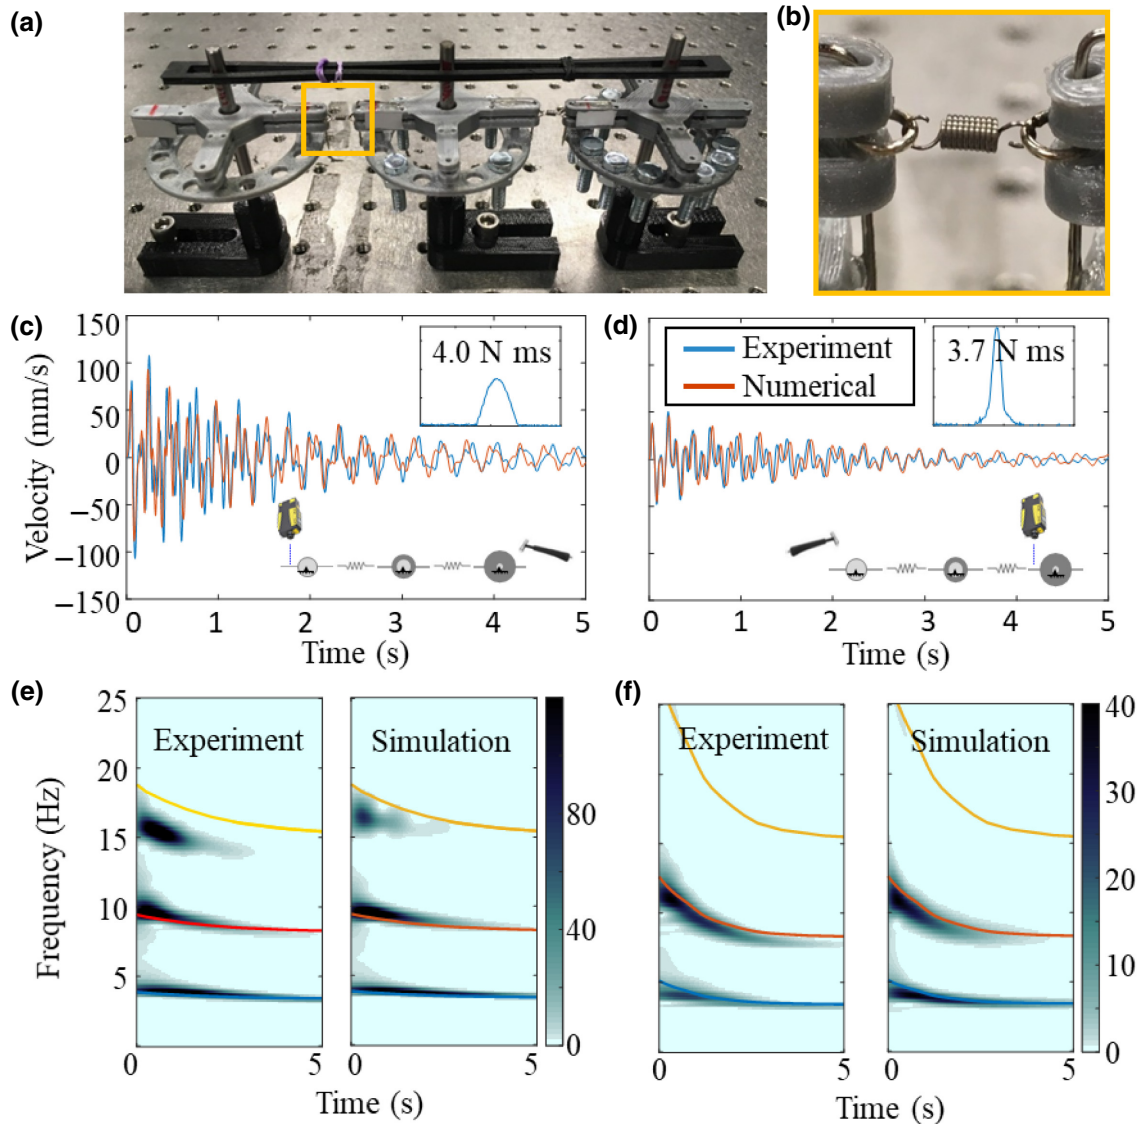 (a)
(b)
(c)
(d)
150
100
50
0
−50
−100
−150
Velocity (mm/s)
4.0 N ms
0 1 2 3 4 5
Time (s)
Experiment
Numerical
3.7 N ms
0 1 2 3 4 5
Time (s)
(e)
(f)
25
20
15
10
5
Frequency (Hz)
Experiment
Simulation
80
40
0
0 5
0 5
Time (s)
Experiment
Simulation
40
30
20
10
0
0 5
0 5
Time (s)